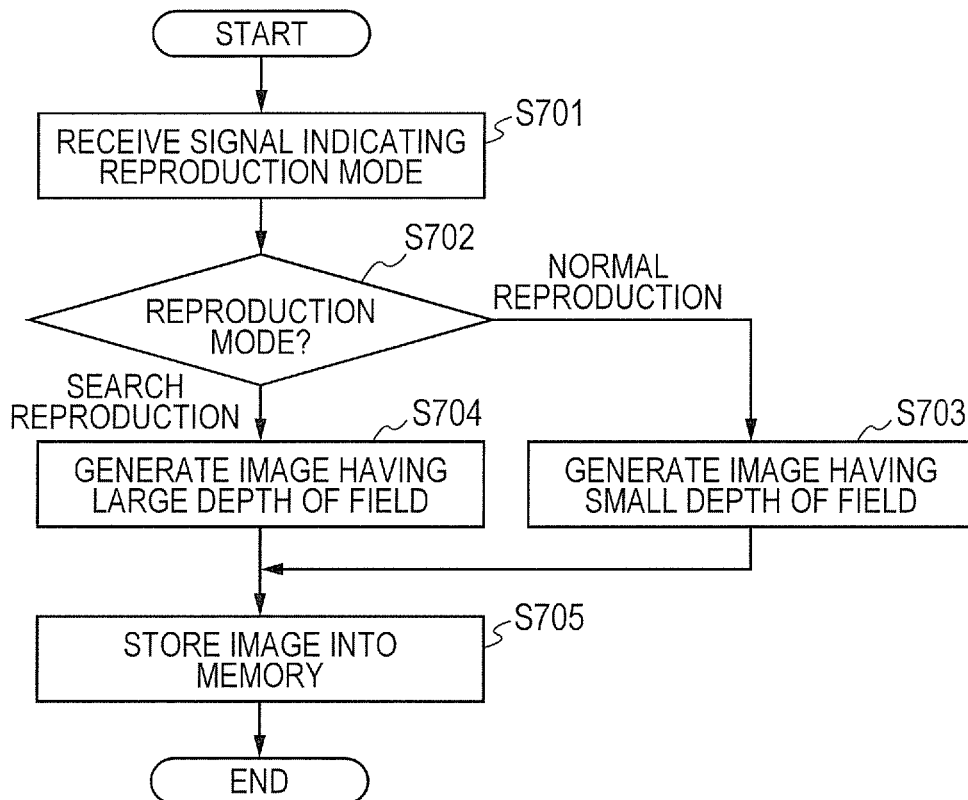 START
S701
RECEIVE SIGNAL INDICATING
REPRODUCTION MODE
S702
REPRODUCTION
MODE?
NORMAL
REPRODUCTION
SEARCH
REPRODUCTION
S704
GENERATE IMAGE HAVING
LARGE DEPTH OF FIELD
S703
GENERATE IMAGE HAVING
SMALL DEPTH OF FIELD
S705
STORE IMAGE INTO
MEMORY
END